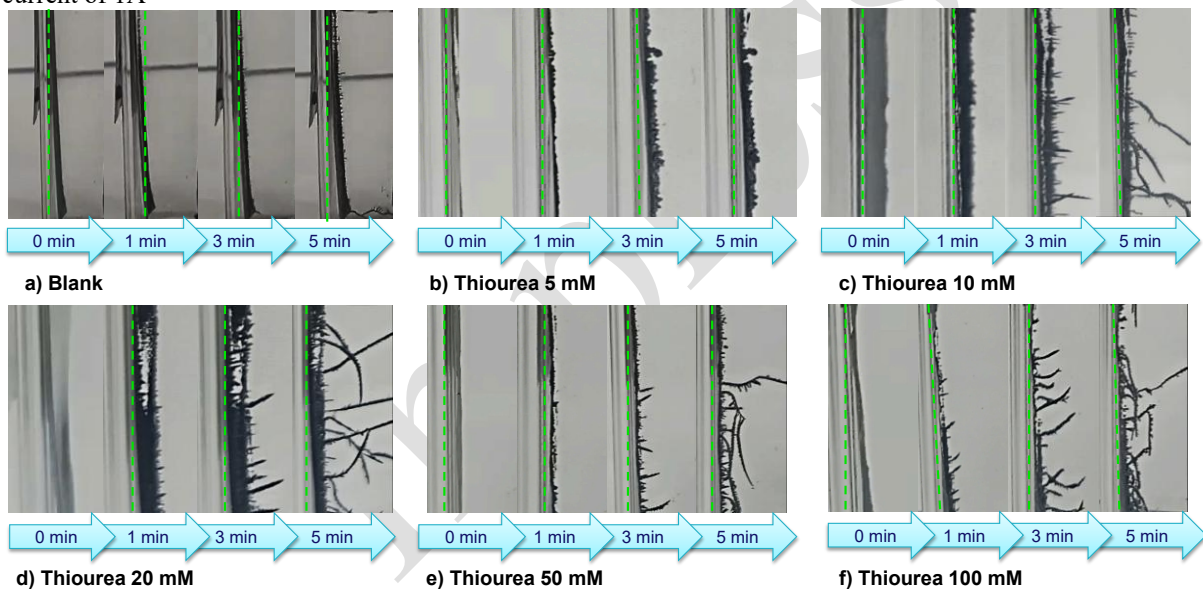 current of 1A
0 min 1 min 3 min 5 min
0 min 1 min 3 min 5 min
0 min 1 min 3 min 5 min
a) Blank
b) Thiourea 5 mM
c) Thiourea 10 mM
0 min 1 min 3 min 5 min
0 min 1 min 3 min 5 min
0 min 1 min 3 min 5 min
d) Thiourea 20 mM
e) Thiourea 50 mM
f) Thiourea 100 mM